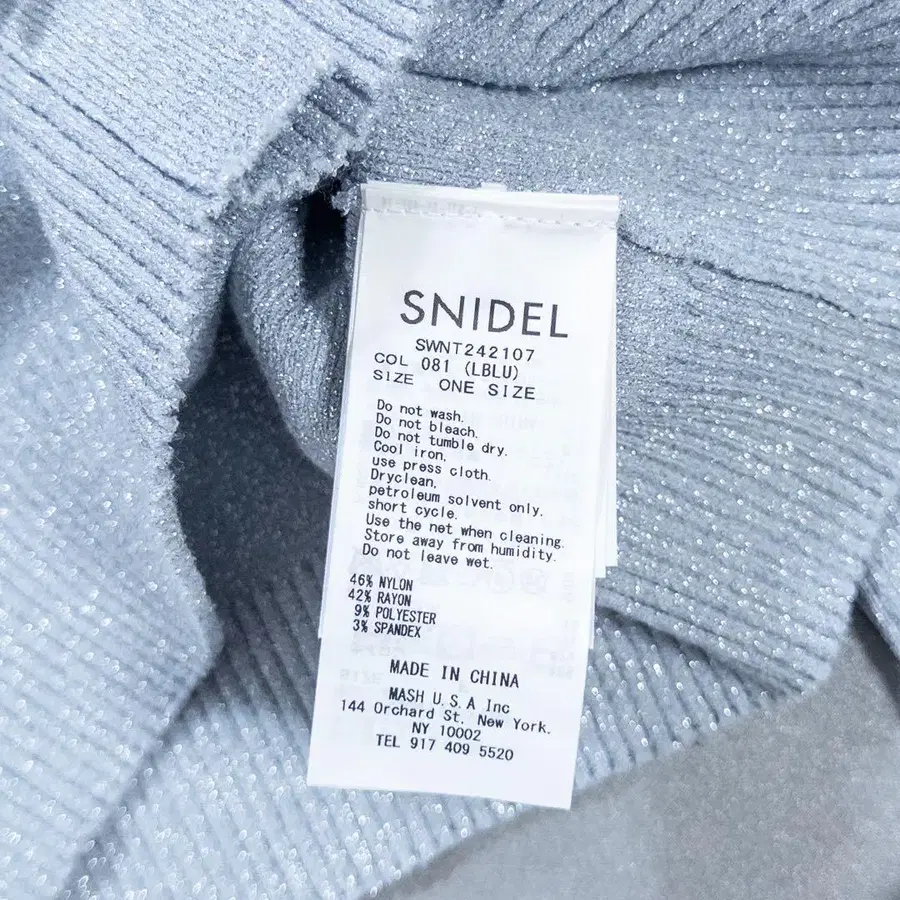 SNIDEL
SWNT242107
COL 081 (LBLU)
SIZE ONE SIZE
Do not wash.
Do not bleach.
Do not tumble dry.
Cool iron,
use press cloth.
Dryclean,
petroleum solvent only.
short cycle.
Use the net when cleaning.
Store away from humidity.
Do not leave wet.
46% NYLON
42% RAYON
9% POLYESTER
3% SPANDEX
MADE IN CHINA
MASH U.S.A Inc
144 Orchard St. New York.
NY 10002
TEL 917 409 5520